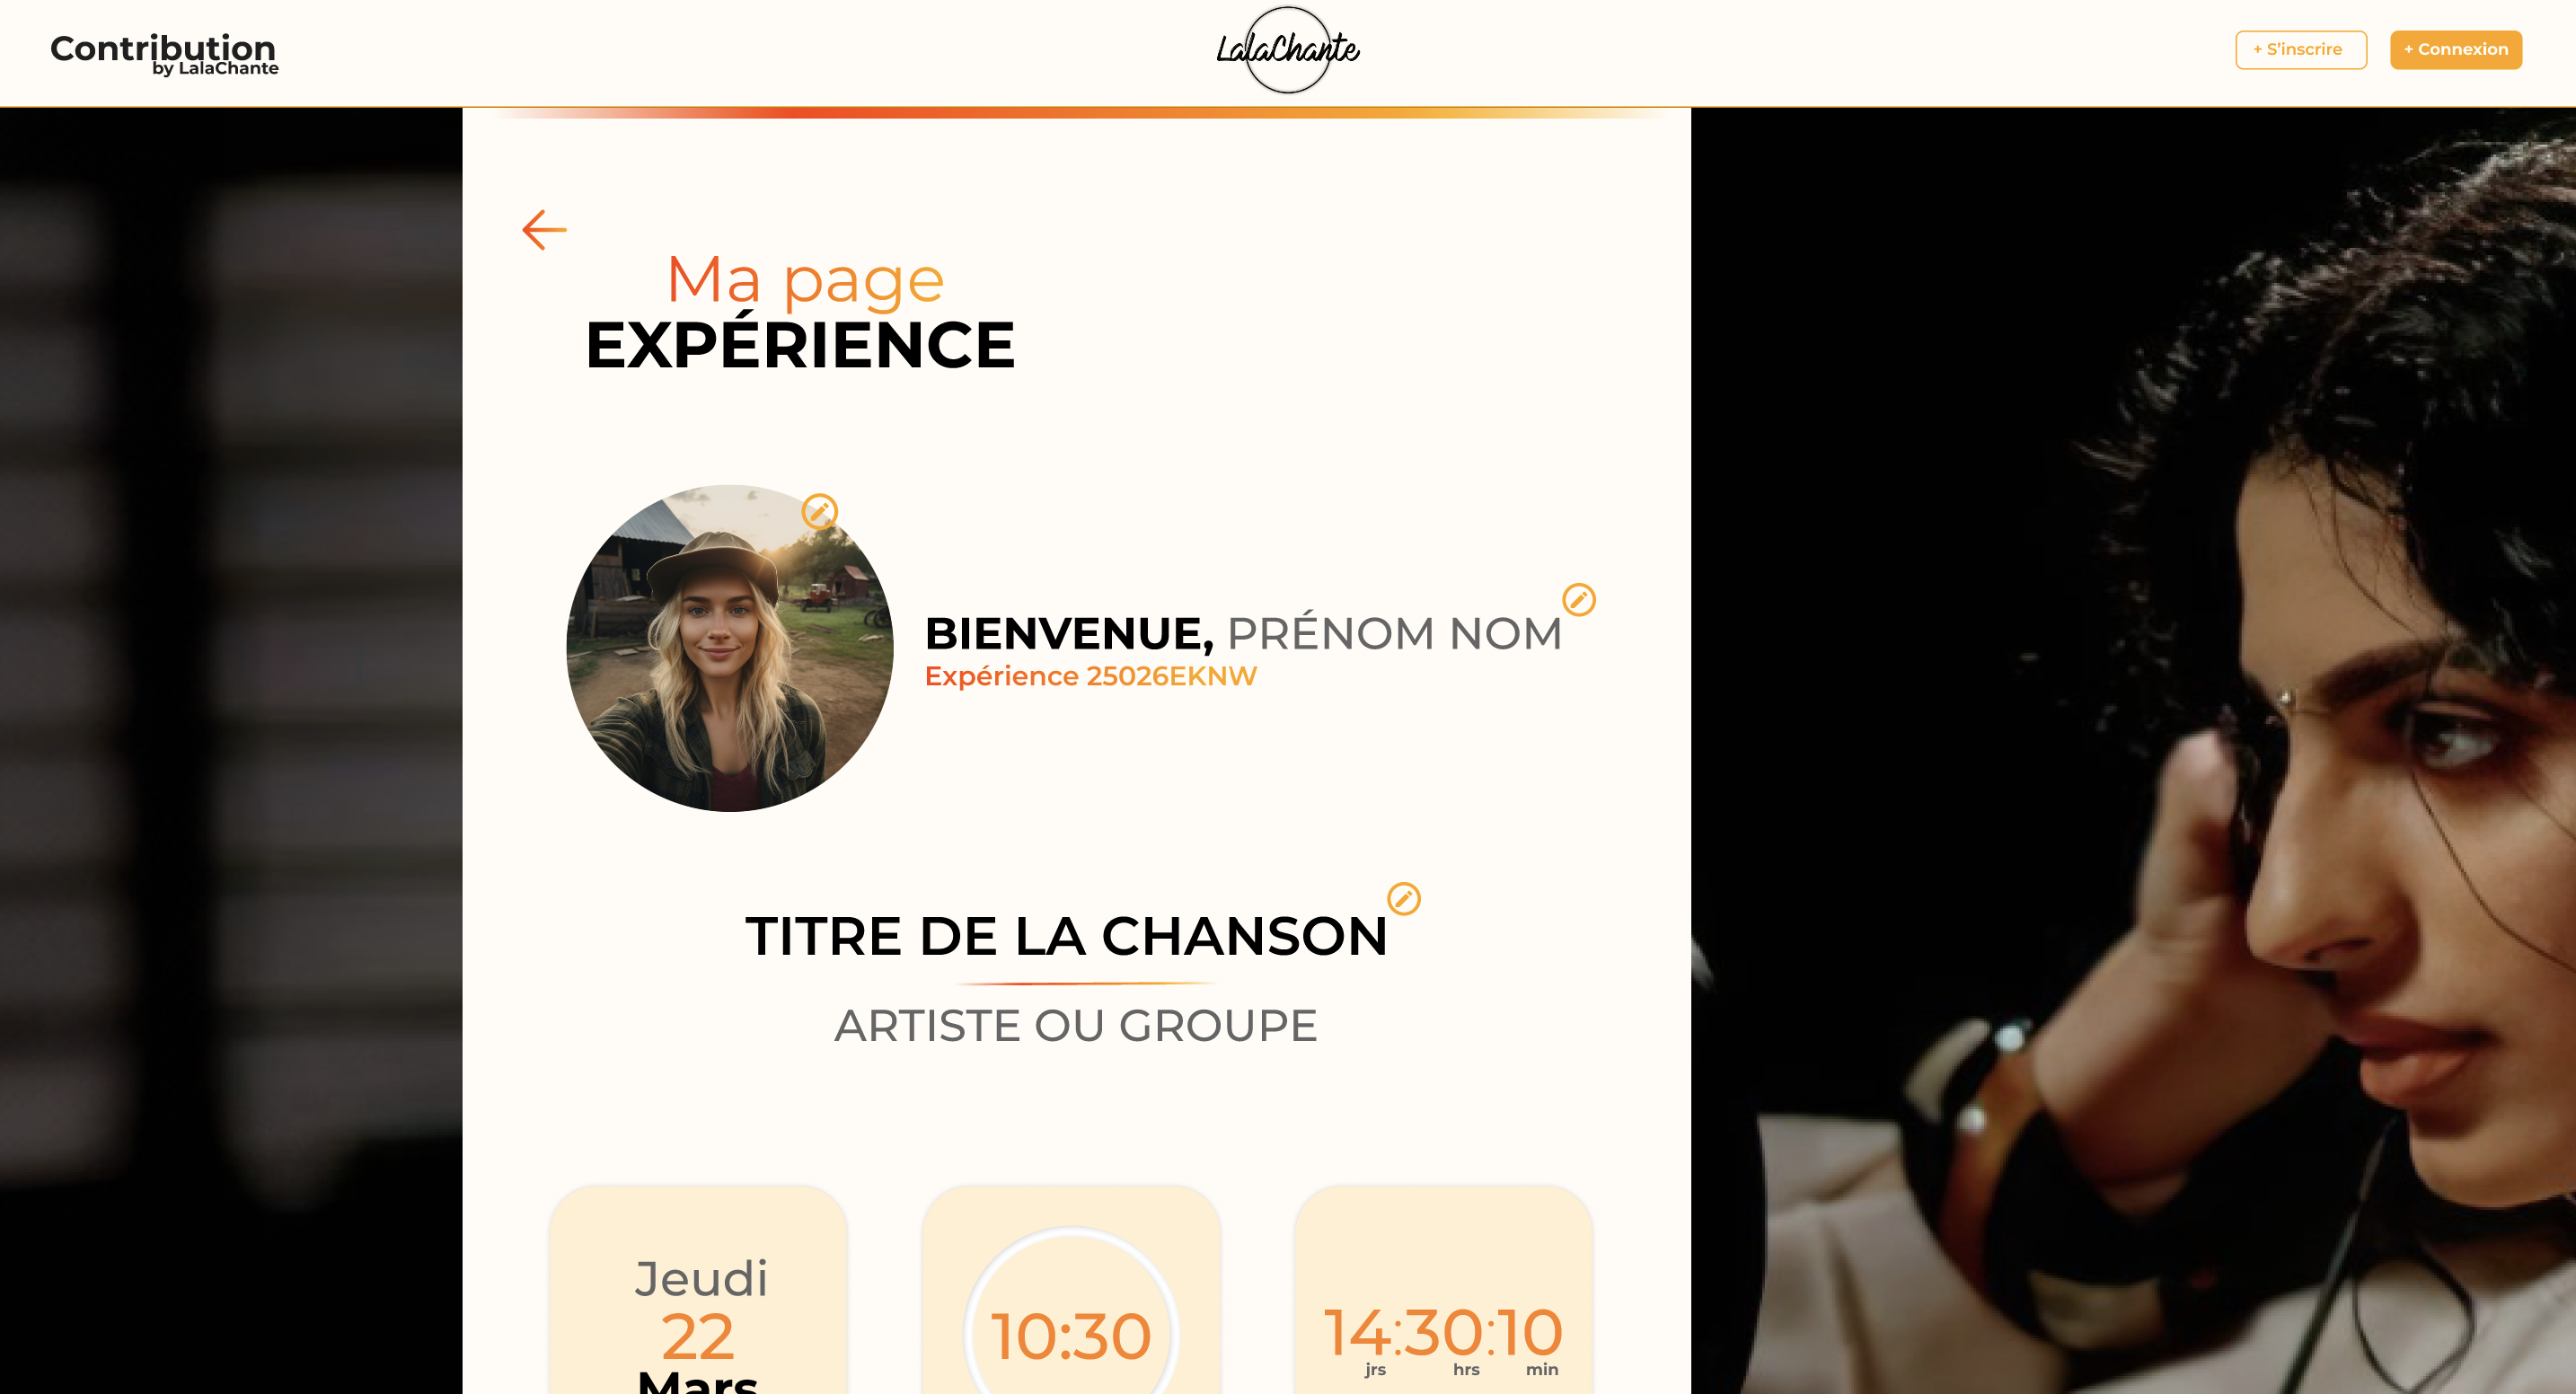 Contribution
by LalaChante
LalaChante
+ S'inscrire
+ Connexion
Ma page
EXPÉRIENCE
BIENVENUE, PRÉNOM NOM
Expérience 25026EKNW
TITRE DE LA CHANSON
ARTISTE OU GROUPE
Jeudi
22
Mars
10:30
14:30:10
jrs hrs min